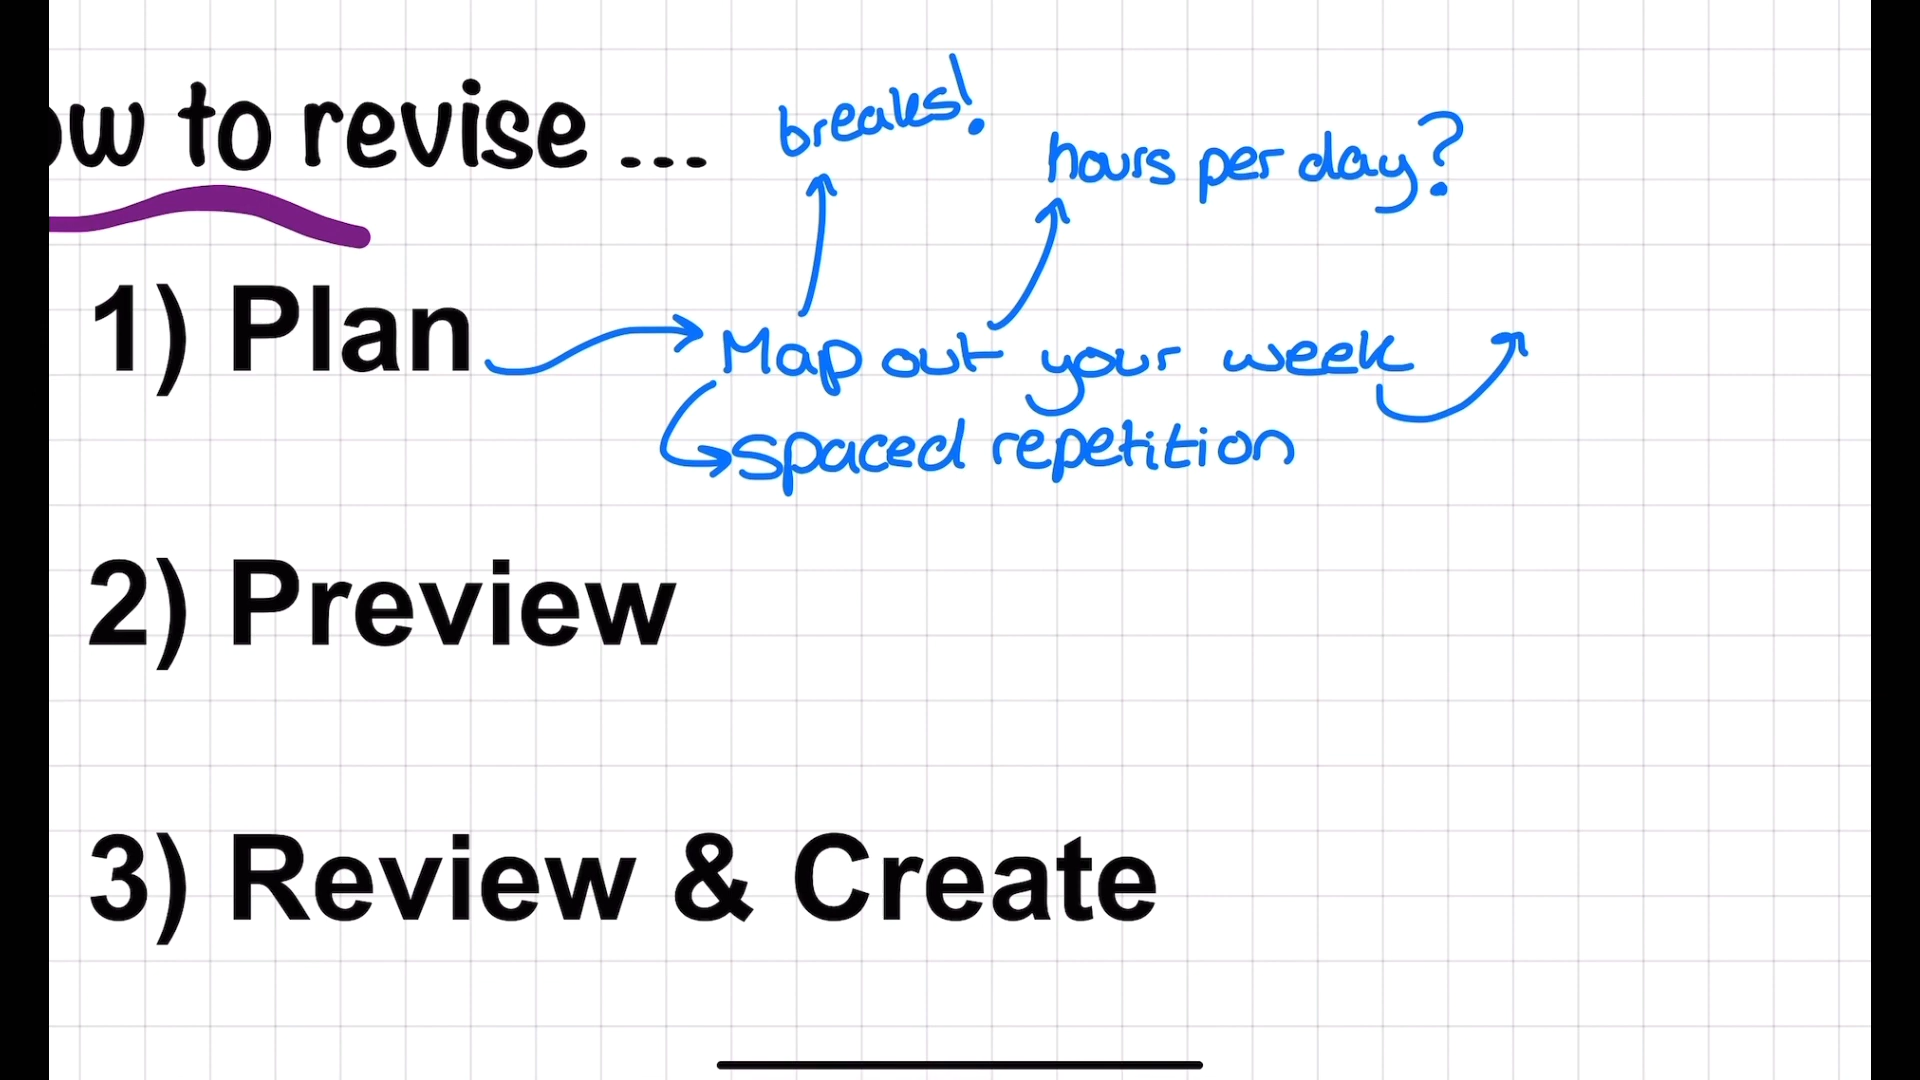 ow to revise ...
breaks!
hours per day?
1) Plan
Map out your week
spaced repetition
2) Preview
3) Review & Create